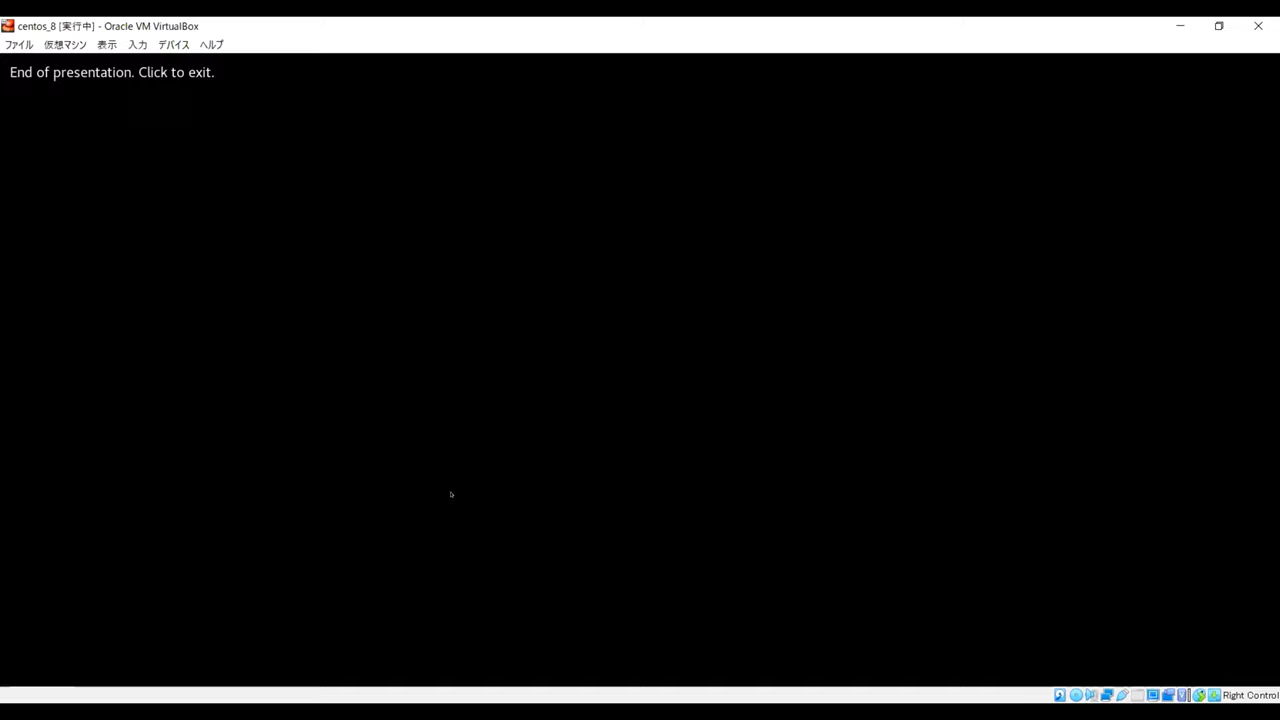 centos_8 [実行中] - Oracle VM VirtualBox
ファイル 仮想マシン 表示 入力 デバイス ヘルプ
End of presentation. Click to exit.
Right Control